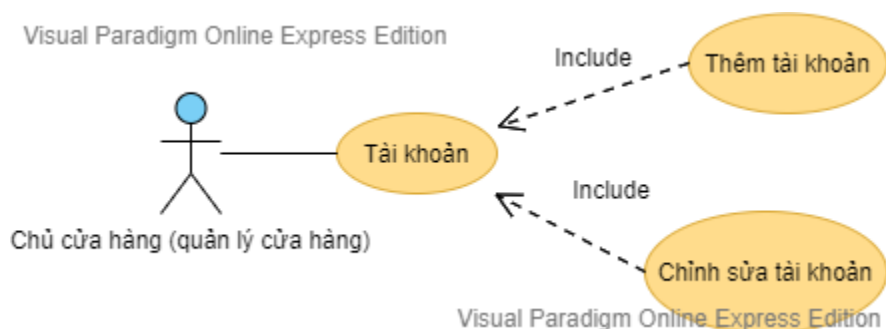 Visual Paradigm Online Express Edition
Include
Thêm tài khoản
Tài khoản
Include
Chủ cửa hàng (quản lý cửa hàng)
Chỉnh sửa tài khoản
Visual Paradigm Online Express Edition